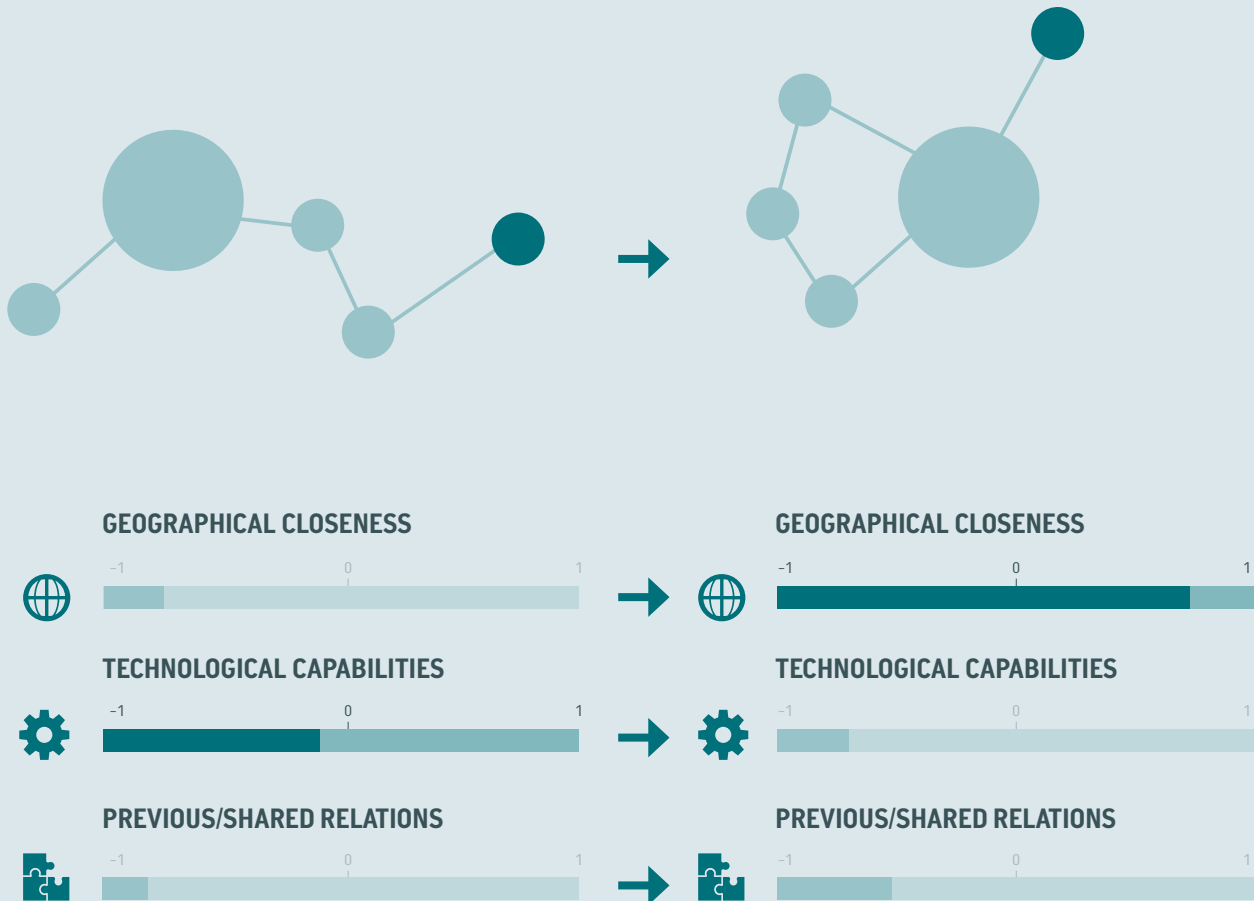 GEOGRAPHICAL CLOSENESS
-1 0 1
GEOGRAPHICAL CLOSENESS
-1 0 1
TECHNOLOGICAL CAPABILITIES
-1 0 1
TECHNOLOGICAL CAPABILITIES
-1 0 1
PREVIOUS/SHARED RELATIONS
-1 0 1
PREVIOUS/SHARED RELATIONS
-1 0 1